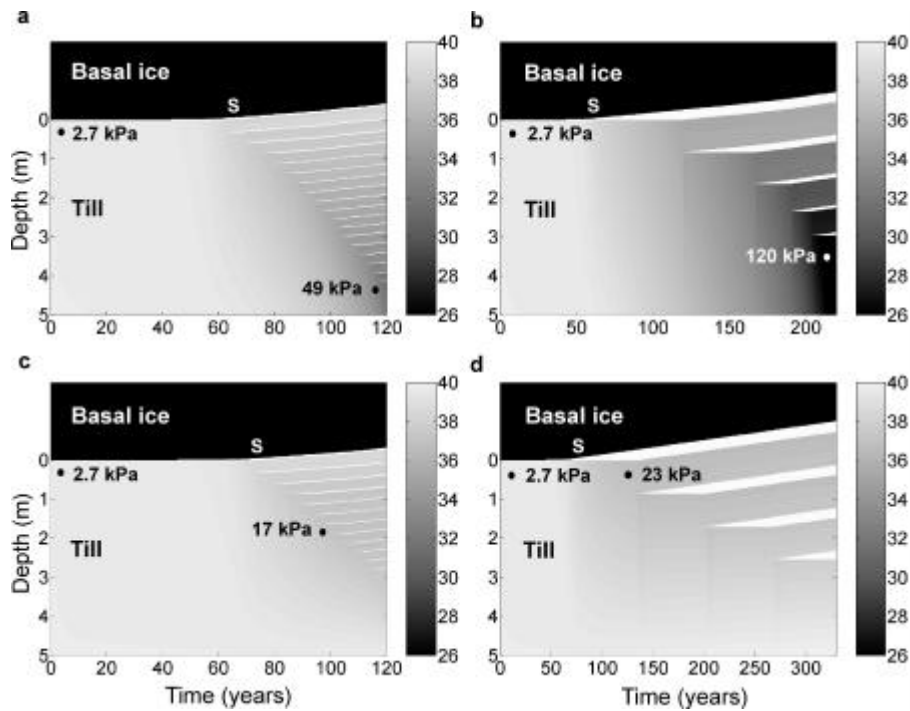 a
Basal ice
S
2.7 kPa
Till
49 kPa
Depth (m)
0
1
2
3
4
5
0 20 40 60 80 100 120
40
38
36
34
32
30
28
26
b
Basal ice
S
2.7 kPa
Till
120 kPa
0
1
2
3
4
5
0 50 100 150 200
40
38
36
34
32
30
28
26
c
Basal ice
S
2.7 kPa
17 kPa
Till
Depth (m)
0
1
2
3
4
5
0 20 40 60 80 100 120
Time (years)
40
38
36
34
32
30
28
26
d
Basal ice
S
2.7 kPa 23 kPa
Till
0
1
2
3
4
5
0 50 100 150 200 250 300
Time (years)
40
38
36
34
32
30
28
26